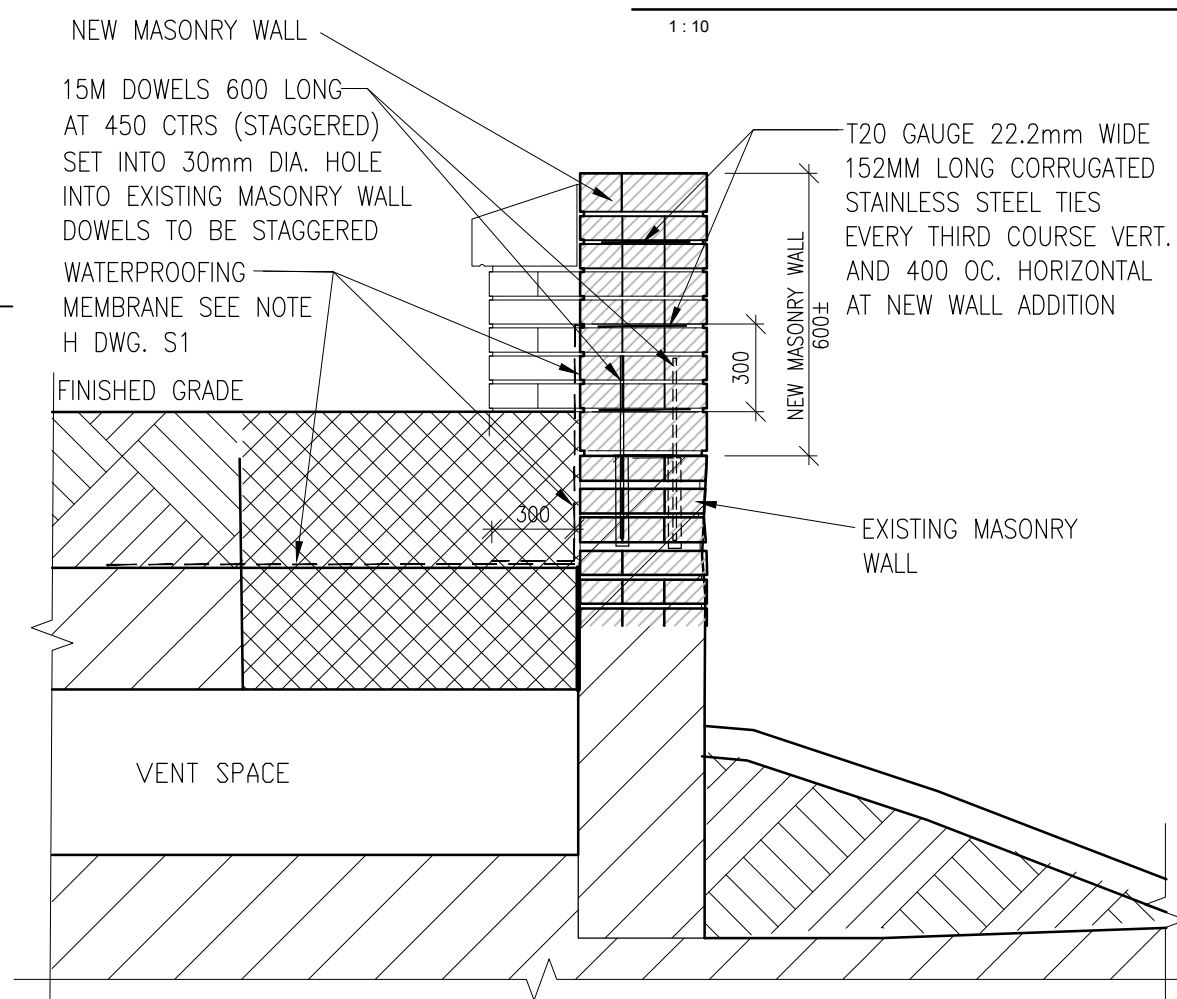 1 : 10
NEW MASONRY WALL
15M DOWELS 600 LONG
AT 450 CTRS (STAGGERED)
SET INTO 30mm DIA. HOLE
INTO EXISTING MASONRY WALL
DOWELS TO BE STAGGERED
WATERPROOFING
MEMBRANE SEE NOTE
H DWG. S1
FINISHED GRADE
T20 GAUGE 22.2mm WIDE
152MM LONG CORRUGATED
STAINLESS STEEL TIES
EVERY THIRD COURSE VERT.
AND 400 OC. HORIZONTAL
AT NEW WALL ADDITION
NEW MASONRY WALL
600±
300
300
EXISTING MASONRY
WALL
VENT SPACE